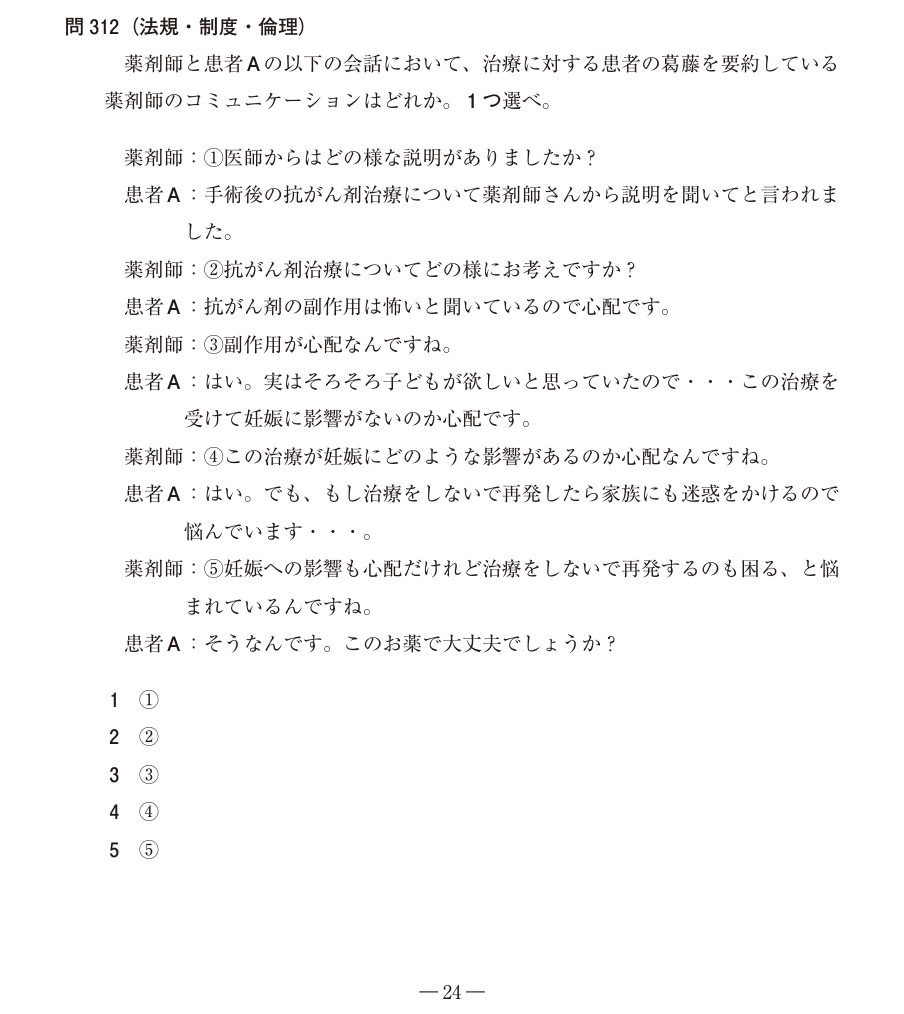 問 312（法規・制度・倫理）
薬剤師と患者Aの以下の会話において、治療に対する患者の葛藤を要約している
薬剤師のコミュニケーションはどれか。1つ選べ。
薬剤師：①医師からはどの様な説明がありましたか？
患者A：手術後の抗がん剤治療について薬剤師さんから説明を聞いてと言われま
した。
薬剤師：②抗がん剤治療についてどの様にお考えですか？
患者A：抗がん剤の副作用は怖いと聞いているので心配です。
薬剤師：③副作用が心配なんですね。
患者A：はい。実はそろそろ子どもが欲しいと思っていたので・・・この治療を
受けて妊娠に影響がないのか心配です。
薬剤師：④この治療が妊娠にどのような影響があるのか心配なんですね。
患者A：はい。でも、もし治療をしないで再発したら家族にも迷惑をかけるので
悩んでいます・・・。
薬剤師：⑤妊娠への影響も心配だけれど治療をしないで再発するのも困る、と悩
まれているんですね。
患者A：そうなんです。このお薬で大丈夫でしょうか？
1 ①
2 ②
3 ③
4 ④
5 ⑤
— 24 —